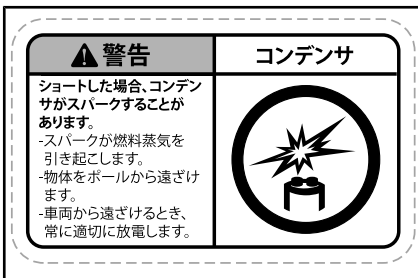 警告
コンデンサ
ショートした場合、コンデン
サがスパークすることが
あります。
-スパークが燃料蒸気を
引き起こします。
-物体をポールから遠ざけ
ます。
-車両から遠ざけるとき、
常に適切に放電します。